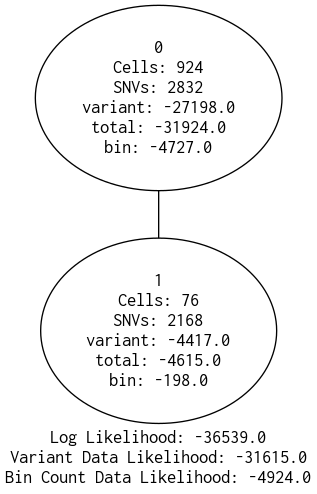 0
Cells: 924
SNVs: 2832
variant: -27198.0
total: -31924.0
bin: -4727.0
1
Cells: 76
SNVs: 2168
variant: -4417.0
total: -4615.0
bin: -198.0
Log Likelihood: -36539.0
Variant Data Likelihood: -31615.0
Bin Count Data Likelihood: -4924.0